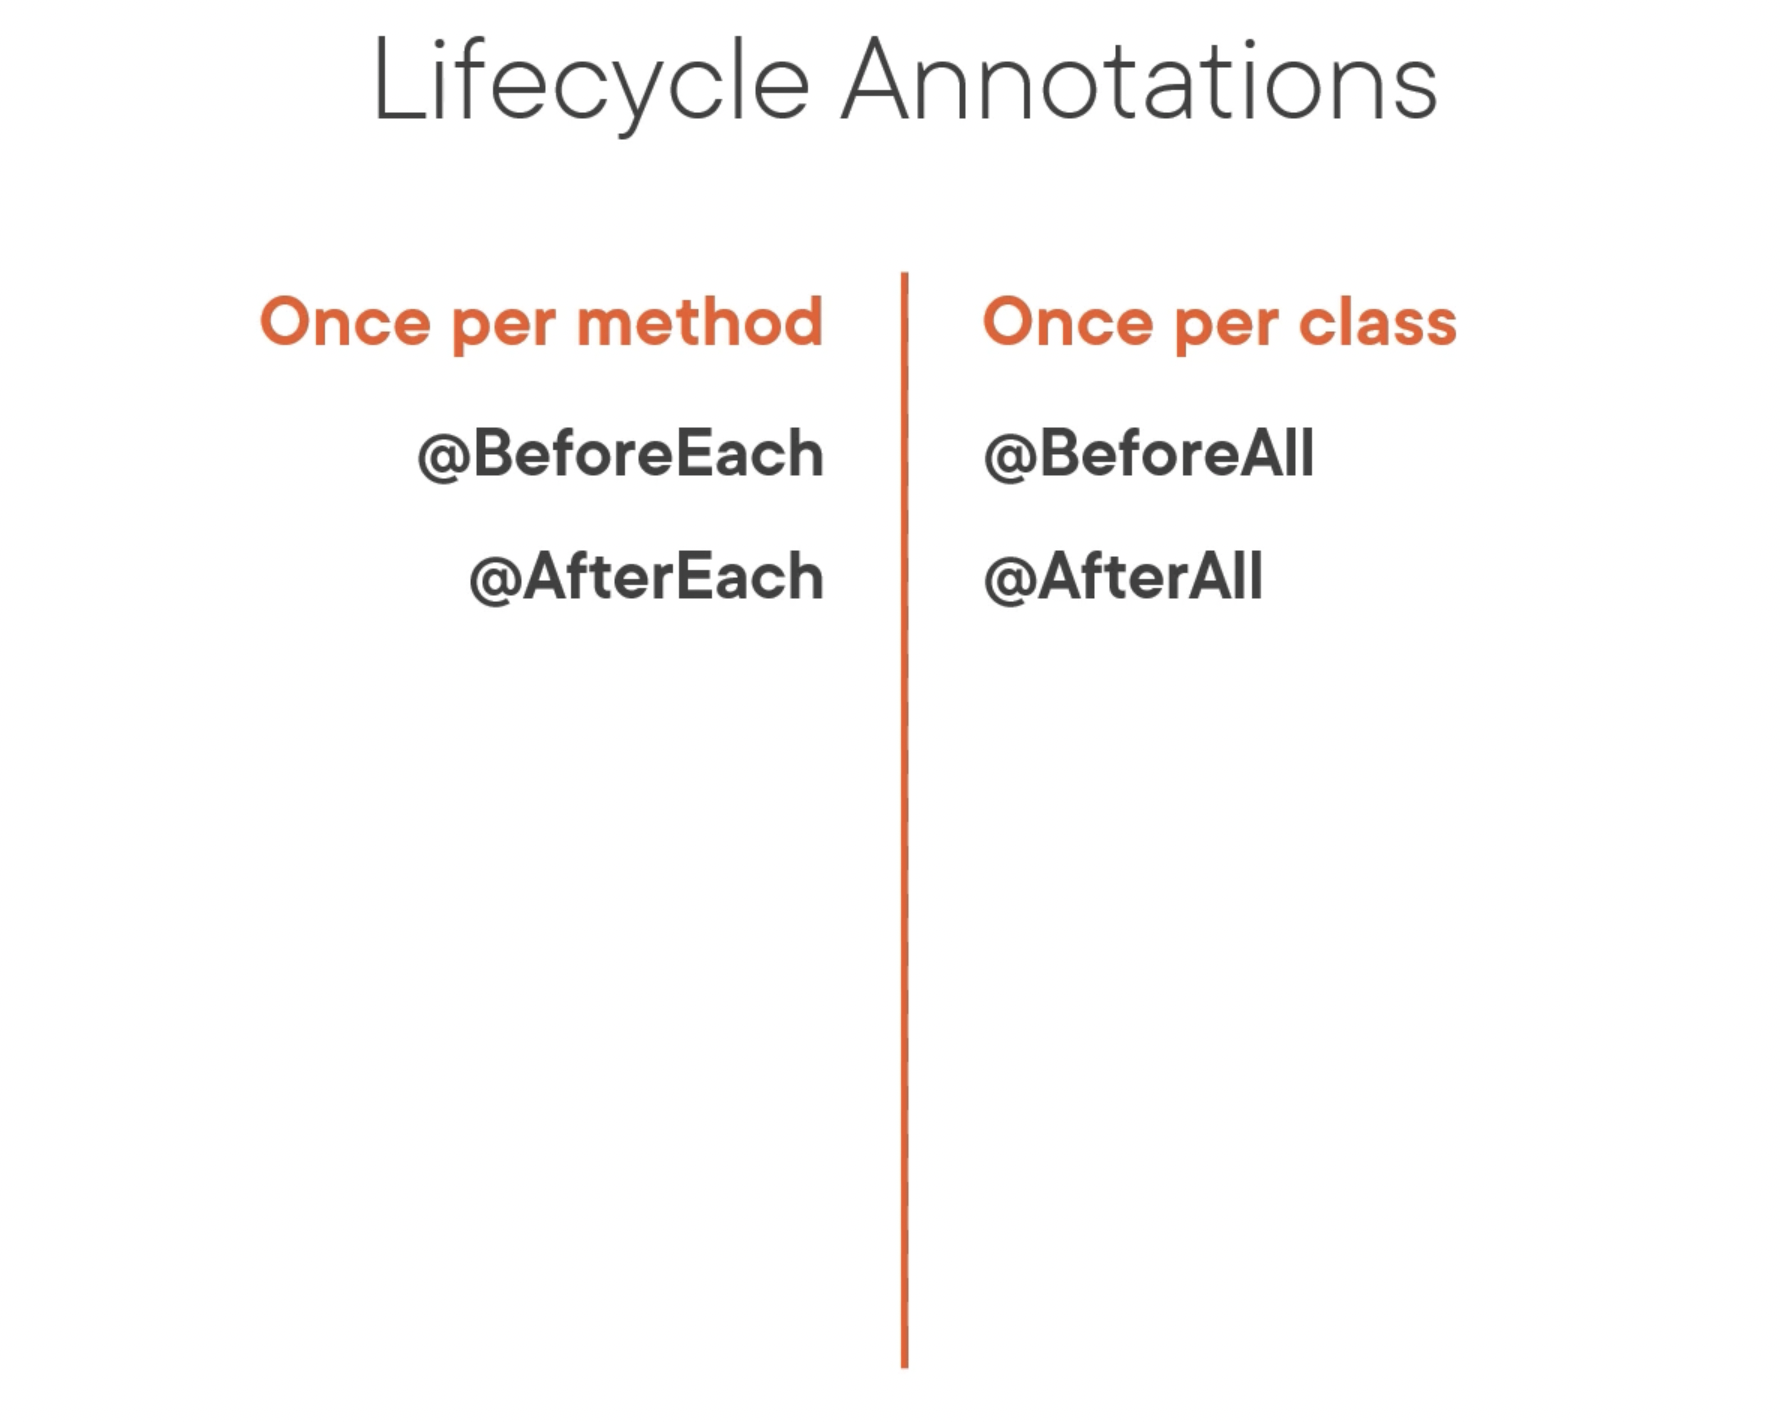 Lifecycle Annotations
Once per method
@BeforeEach
@AfterEach
Once per class
@BeforeAll
@AfterAll